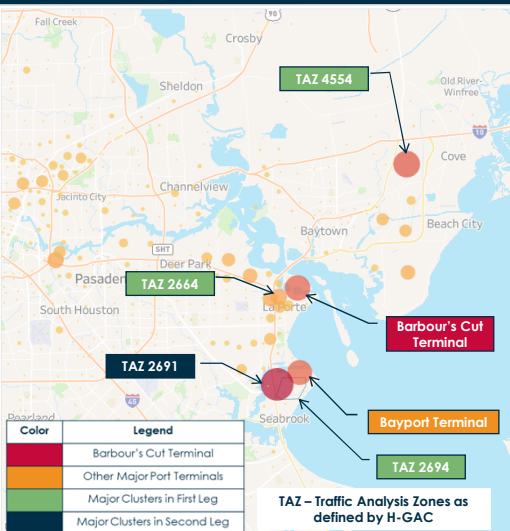 90
Fall Creek
Crosby
TAZ 4554
Sheldon
Old River-
Winfree
10
Cove
Channelview
Jacinto City
Beach City
Baytown
SHT
Deer Park
Pasaden
TAZ 2664
La Porte
South Houston
Barbour's Cut
Terminal
TAZ 2691
45
Pearland
Seabrook
Bayport Terminal
TAZ 2694
Color Legend
Barbour's Cut Terminal
Other Major Port Terminals
Major Clusters in First Leg
Major Clusters in Second Leg
TAZ – Traffic Analysis Zones as
defined by H-GAC